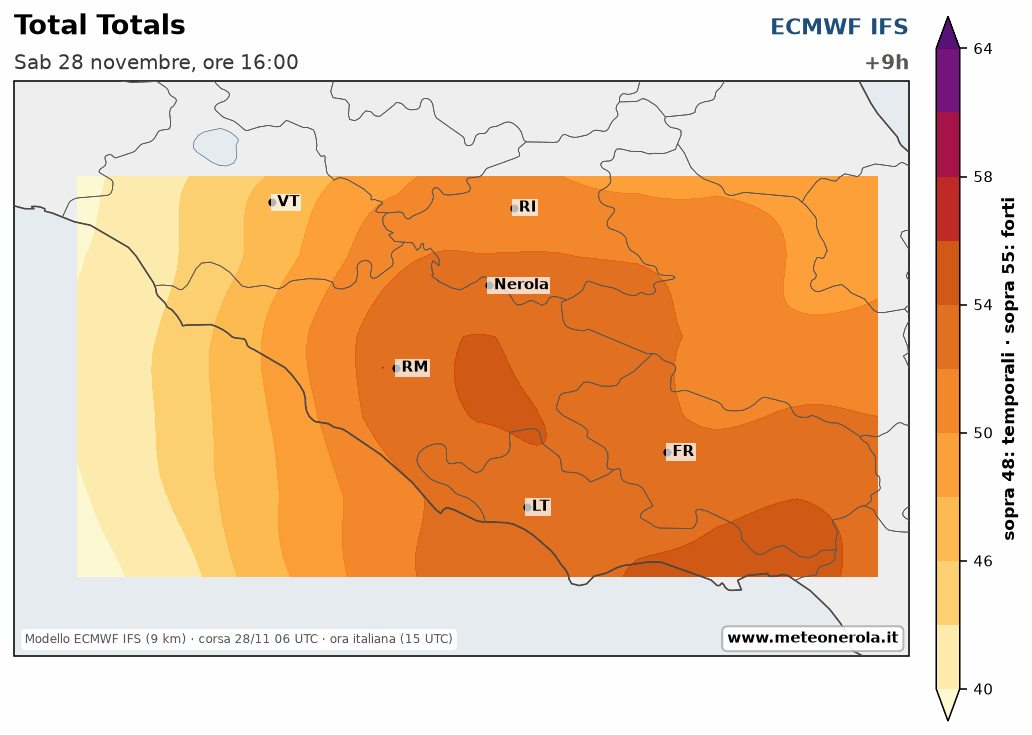 Total Totals
ECMWF IFS
Sab 28 novembre, ore 16:00
+9h
VT
RI
Nerola
RM
FR
LT
64
58
54
50
46
40
sopra 48: temporali · sopra 55: forti
Modello ECMWF IFS (9 km) · corsa 28/11 06 UTC · ora italiana (15 UTC)
www.meteonerola.it